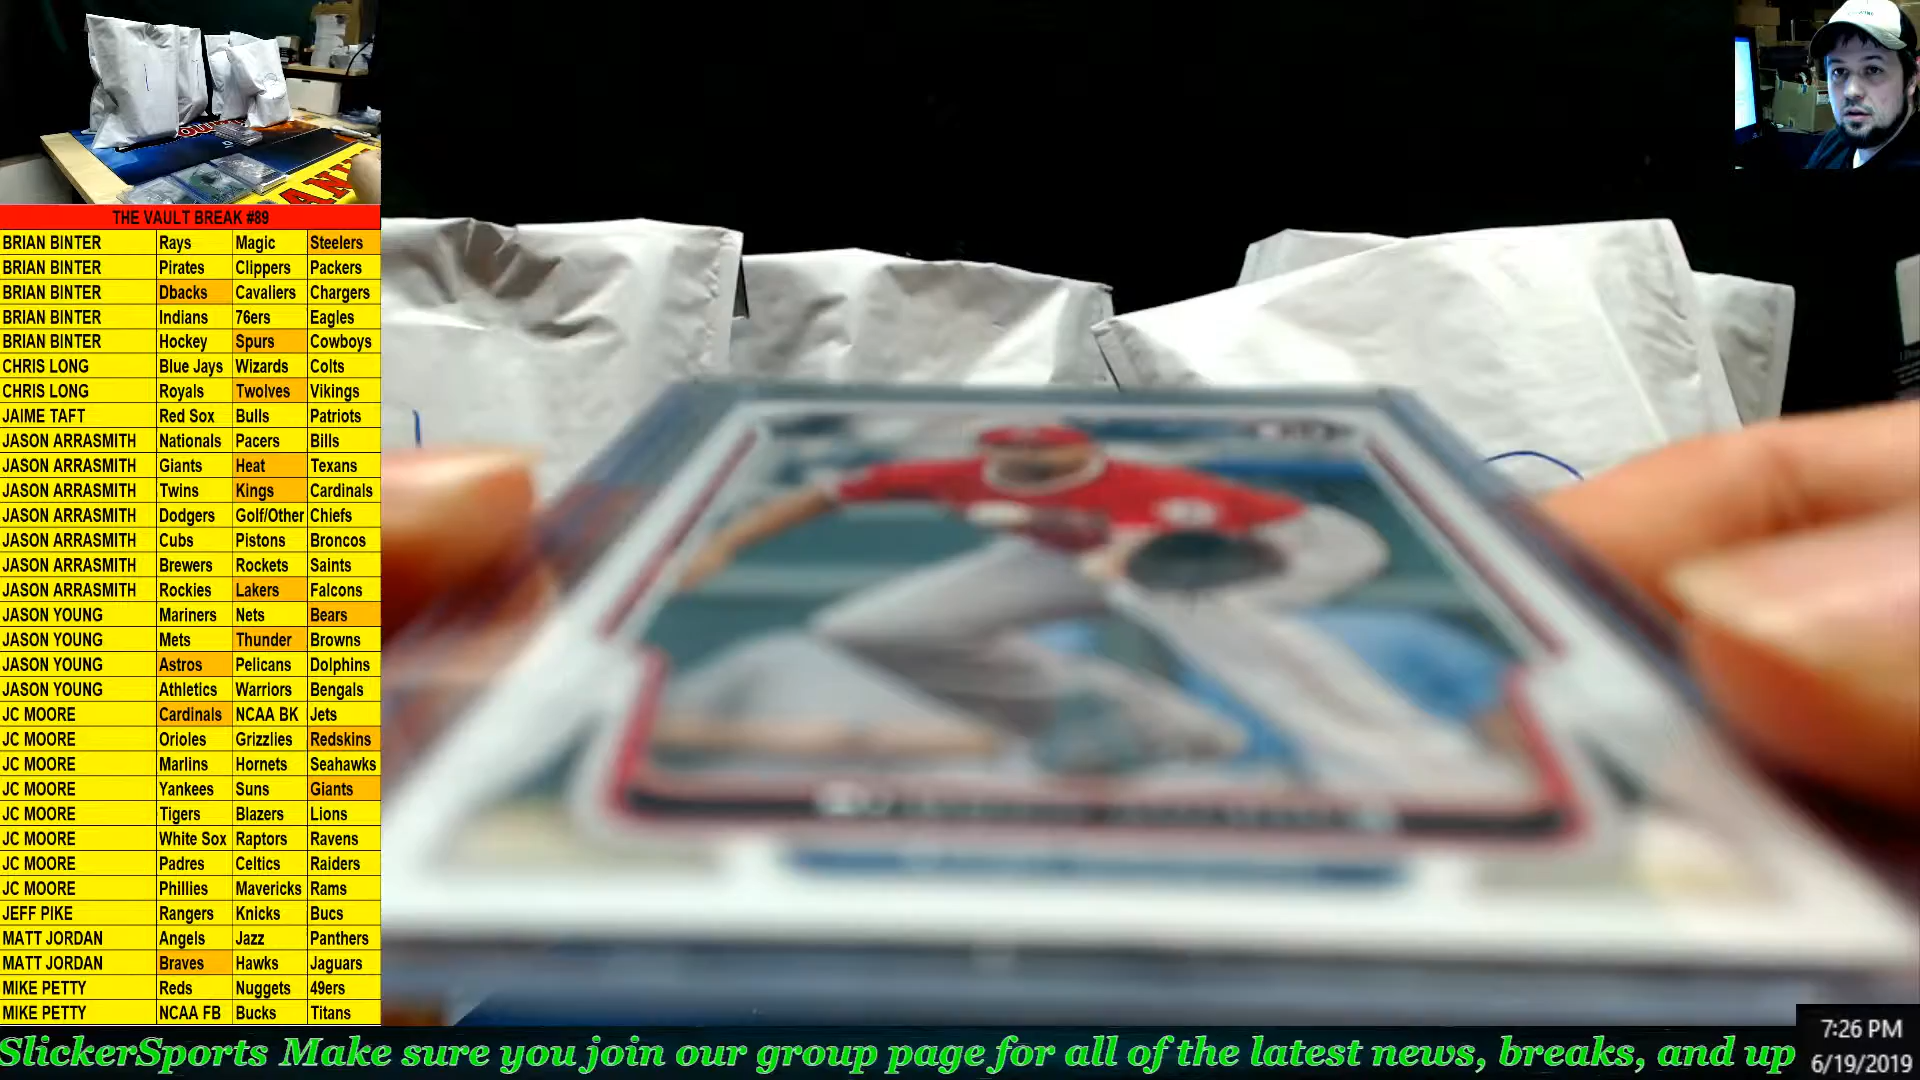 THE VAULT BREAK #89
BRIAN BINTER Rays Magic Steelers
BRIAN BINTER Pirates Clippers Packers
BRIAN BINTER Dbacks Cavaliers Chargers
BRIAN BINTER Indians 76ers Eagles
BRIAN BINTER Hockey Spurs Cowboys
CHRIS LONG Blue Jays Wizards Colts
CHRIS LONG Royals Twolves Vikings
JAIME TAFT Red Sox Bulls Patriots
JASON ARRASMITH Nationals Pacers Bills
JASON ARRASMITH Giants Heat Texans
JASON ARRASMITH Twins Kings Cardinals
JASON ARRASMITH Dodgers Golf/Other Chiefs
JASON ARRASMITH Cubs Pistons Broncos
JASON ARRASMITH Brewers Rockets Saints
JASON ARRASMITH Rockies Lakers Falcons
JASON YOUNG Mariners Nets Bears
JASON YOUNG Mets Thunder Browns
JASON YOUNG Astros Pelicans Dolphins
JASON YOUNG Athletics Warriors Bengals
JC MOORE Cardinals NCAA BK Jets
JC MOORE Orioles Grizzlies Redskins
JC MOORE Marlins Hornets Seahawks
JC MOORE Yankees Suns Giants
JC MOORE Tigers Blazers Lions
JC MOORE White Sox Raptors Ravens
JC MOORE Padres Celtics Raiders
JC MOORE Phillies Mavericks Rams
JEFF PIKE Rangers Knicks Bucs
MATT JORDAN Angels Jazz Panthers
MATT JORDAN Braves Hawks Jaguars
MIKE PETTY Reds Nuggets 49ers
MIKE PETTY NCAA FB Bucks Titans
SlickerSports Make sure you join our group page for all of the latest news, breaks, and up
7:26 PM
6/19/2019